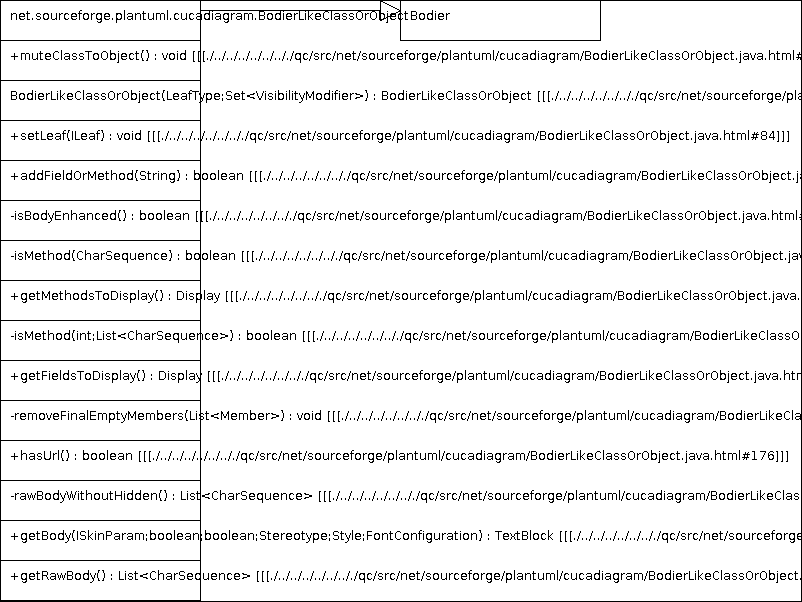 net.sourceforge.plantuml.cucadiagram.BodierLikeClassOrObject Bodier
+muteClassToObject() : void [[[./../../../../../../qc/src/net/sourceforge/plantuml/cucadiagram/BodierLikeClassOrObject.java.html#
BodierLikeClassOrObject(LeafType;Set<VisibilityModifier>) : BodierLikeClassOrObject [[[./../../../../../../qc/src/net/sourceforge/pla
+setLeaf(ILeaf) : void [[[./../../../../../../qc/src/net/sourceforge/plantuml/cucadiagram/BodierLikeClassOrObject.java.html#84]]]
+addFieldOrMethod(String) : boolean [[[./../../../../../../qc/src/net/sourceforge/plantuml/cucadiagram/BodierLikeClassOrObject.j
-isBodyEnhanced() : boolean [[[./../../../../../../qc/src/net/sourceforge/plantuml/cucadiagram/BodierLikeClassOrObject.java.html#
-isMethod(CharSequence) : boolean [[[./../../../../../../qc/src/net/sourceforge/plantuml/cucadiagram/BodierLikeClassOrObject.jav
+getMethodsToDisplay() : Display [[[./../../../../../../qc/src/net/sourceforge/plantuml/cucadiagram/BodierLikeClassOrObject.java.
-isMethod(int;List<CharSequence>) : boolean [[[./../../../../../../qc/src/net/sourceforge/plantuml/cucadiagram/BodierLikeClassO
+getFieldsToDisplay() : Display [[[./../../../../../../qc/src/net/sourceforge/plantuml/cucadiagram/BodierLikeClassOrObject.java.htm
-removeFinalEmptyMembers(List<Member>) : void [[[./../../../../../../qc/src/net/sourceforge/plantuml/cucadiagram/BodierLikeCla
+hasUrl() : boolean [[[./../../../../../../qc/src/net/sourceforge/plantuml/cucadiagram/BodierLikeClassOrObject.java.html#176]]]
-rawBodyWithoutHidden() : List<CharSequence> [[[./../../../../../../qc/src/net/sourceforge/plantuml/cucadiagram/BodierLikeClas
+getBody(ISkinParam;boolean;boolean;Stereotype;Style;FontConfiguration) : TextBlock [[[./../../../../../../qc/src/net/sourceforge
+getRawBody() : List<CharSequence> [[[./../../../../../../qc/src/net/sourceforge/plantuml/cucadiagram/BodierLikeClassOrObject.